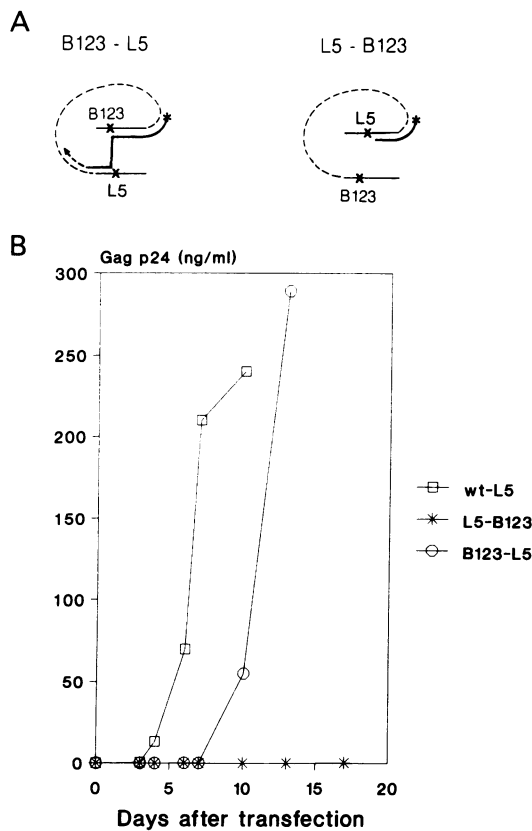 A
B123 - L5
L5 - B123
B123
L5
L5
B123
B
Gag p24 (ng/ml)
300
250
200
150
100
50
0
0 5 10 15 20
Days after transfection
wt-L5
L5-B123
B123-L5